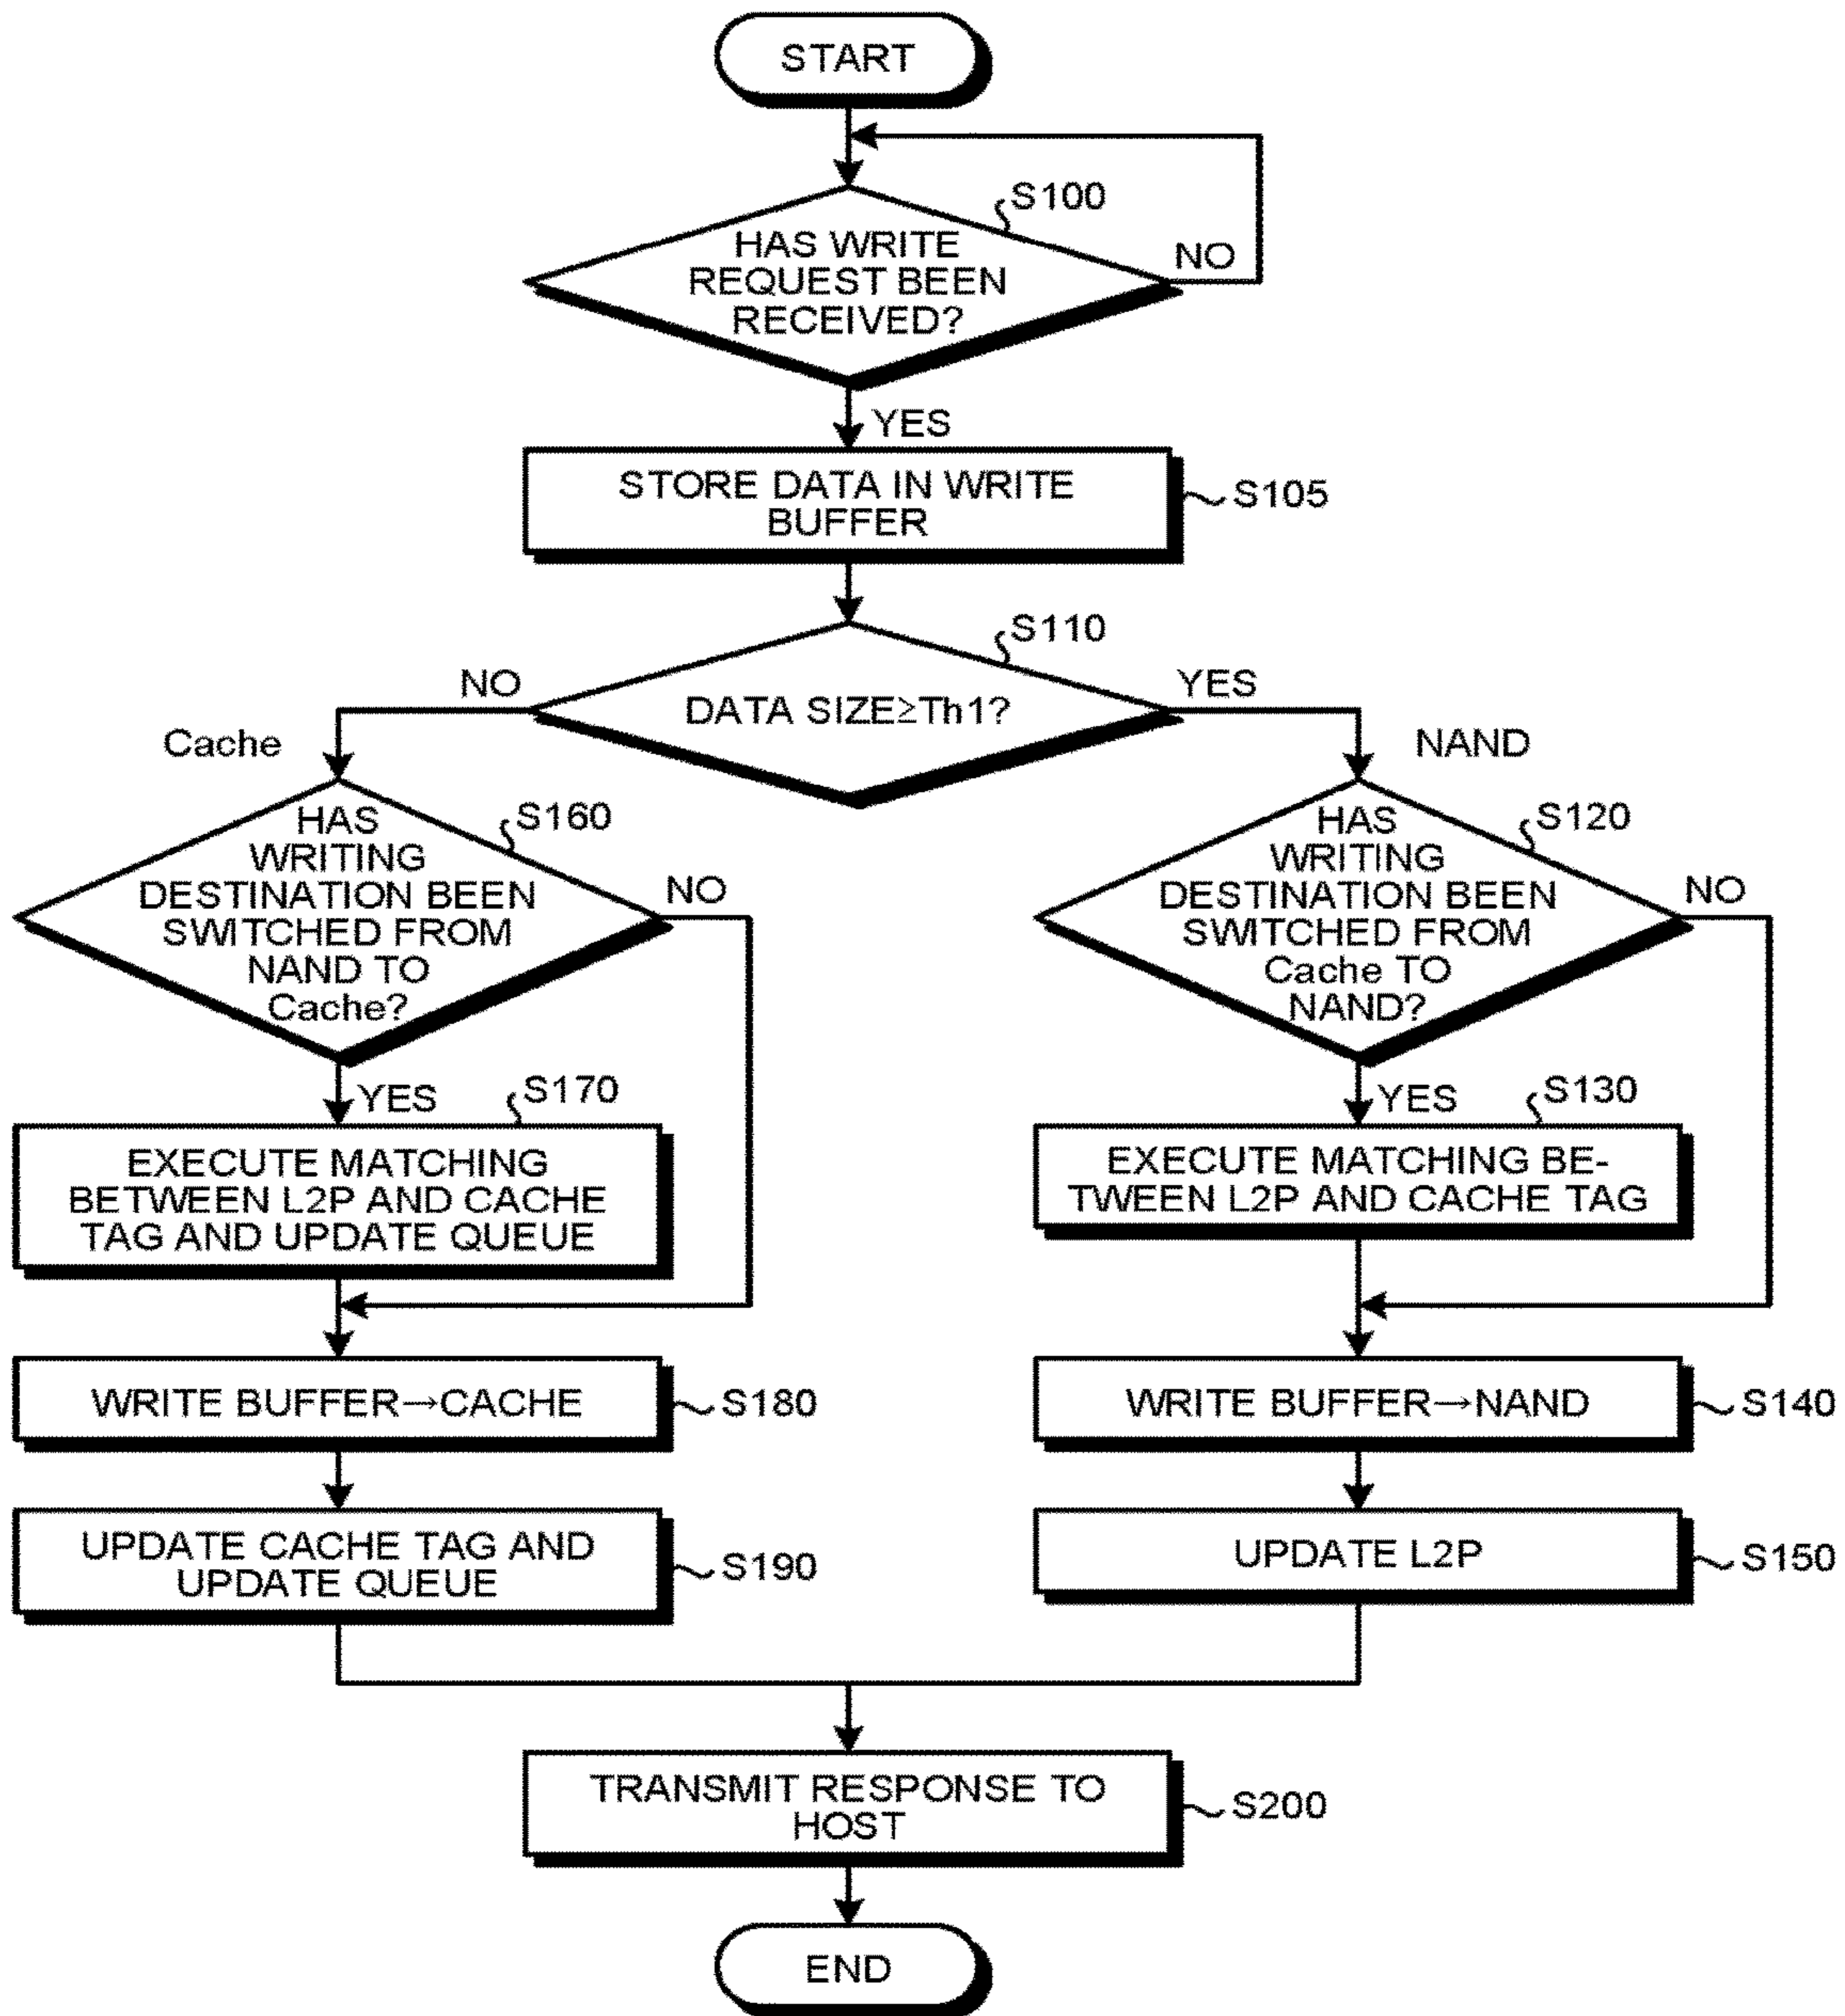 START
S100
HAS WRITE
REQUEST BEEN
RECEIVED?
NO
YES
STORE DATA IN WRITE
BUFFER
S105
S110
NO
DATA SIZE≥Th1?
YES
Cache
NAND
S160
HAS
WRITING
DESTINATION BEEN
SWITCHED FROM
NAND TO
Cache?
NO
YES
S170
EXECUTE MATCHING
BETWEEN L2P AND CACHE
TAG AND UPDATE QUEUE
WRITE BUFFER→CACHE
S180
UPDATE CACHE TAG AND
UPDATE QUEUE
S190
S120
HAS
WRITING
DESTINATION BEEN
SWITCHED FROM
Cache TO
NAND?
NO
YES
S130
EXECUTE MATCHING BE-
TWEEN L2P AND CACHE TAG
WRITE BUFFER→NAND
S140
UPDATE L2P
S150
TRANSMIT RESPONSE TO
HOST
S200
END